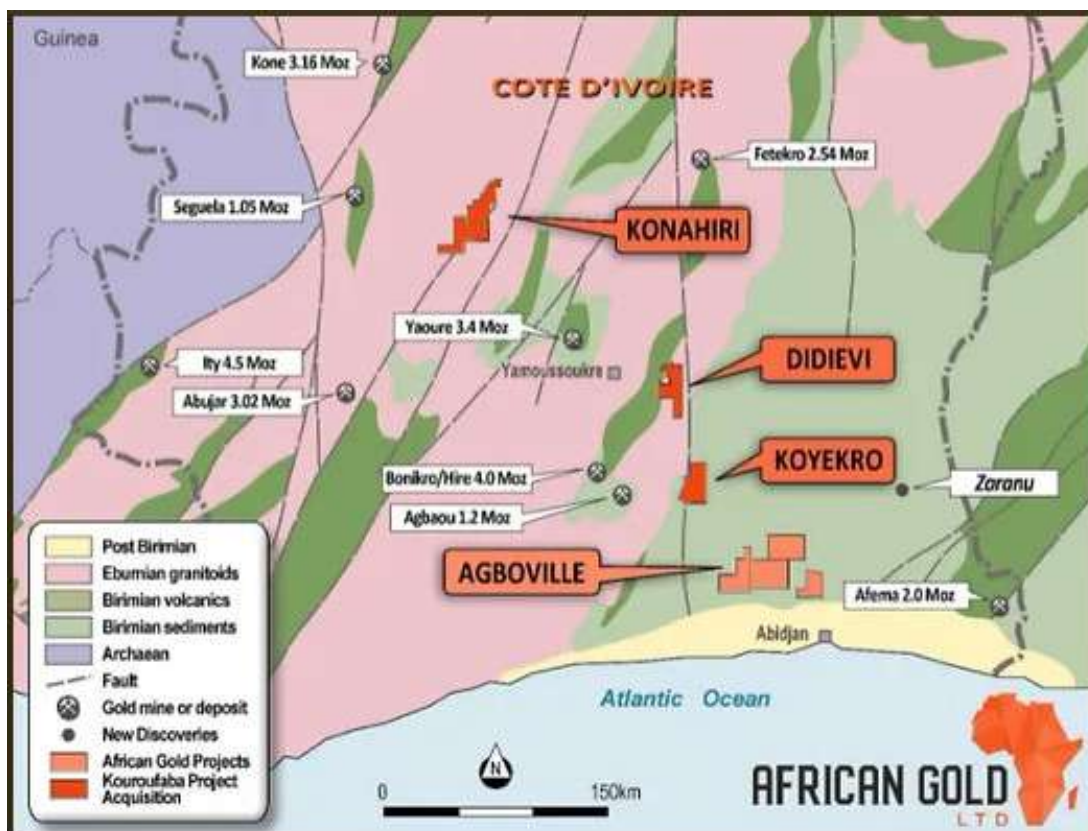 Guinea
Kone 3.16 Moz
COTE D'IVOIRE
Fetekro 2.54 Moz
Seguela 1.05 Moz
KONAHIRI
Yaoure 3.4 Moz
Yamoussoukre
Ity 4.5 Moz
DIDIEVI
Abujar 3.02 Moz
KOYEKRO
Bonikro/Hire 4.0 Moz
Zaranu
Agbaou 1.2 Moz
AGBOVILLE
Afema 2.0 Moz
Abidjan
Post Birimian
Eburnian granitoids
Birimian volcanics
Birimian sediments
Archaean
Fault
Gold mine or deposit
New Discoveries
African Gold Projects
Kouroufaba Project
Acquisition
Atlantic Ocean
N
0 150km
AFRICAN GOLD
LTD